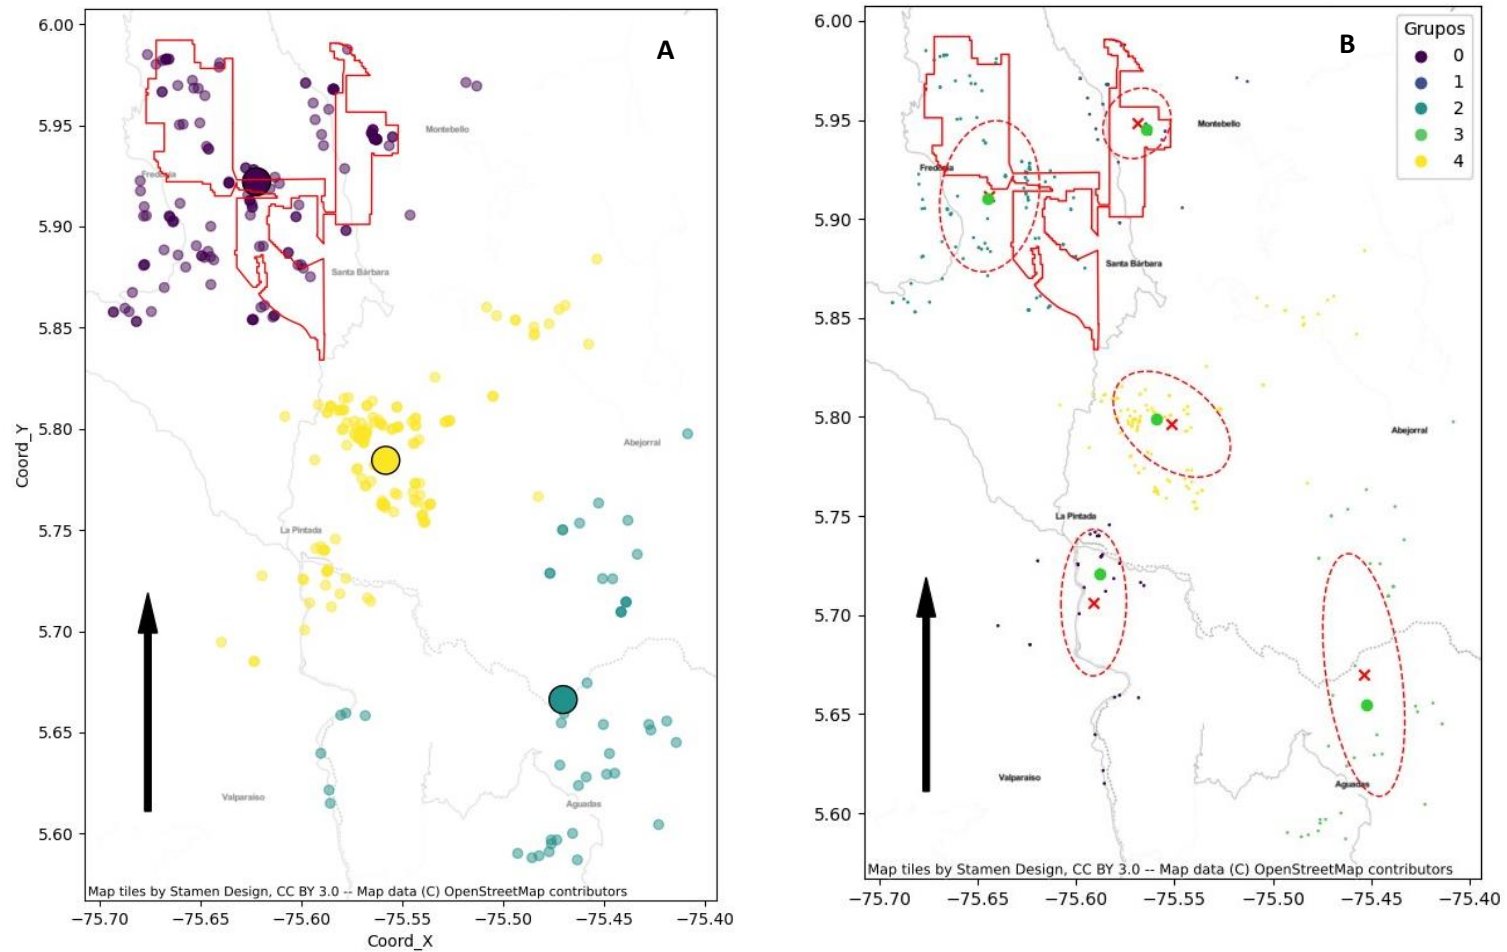 A
6.00
5.95
5.90
5.85
5.80
5.75
5.70
5.65
5.60
Coord_Y
Montebello
Fredonia
Santa Bárbara
Abejorral
La Pintada
Valparaiso
Aguadas
Map tiles by Stamen Design, CC BY 3.0 -- Map data (C) OpenStreetMap contributors
−75.70 −75.65 −75.60 −75.55 −75.50 −75.45 −75.40
Coord_X
B
Grupos
0
1
2
3
4
6.00
5.95
5.90
5.85
5.80
5.75
5.70
5.65
5.60
Montebello
Fredonia
Santa Bárbara
Abejorral
La Pintada
Valparaiso
Aguadas
Map tiles by Stamen Design, CC BY 3.0 -- Map data (C) OpenStreetMap contributors
−75.70 −75.65 −75.60 −75.55 −75.50 −75.45 −75.40